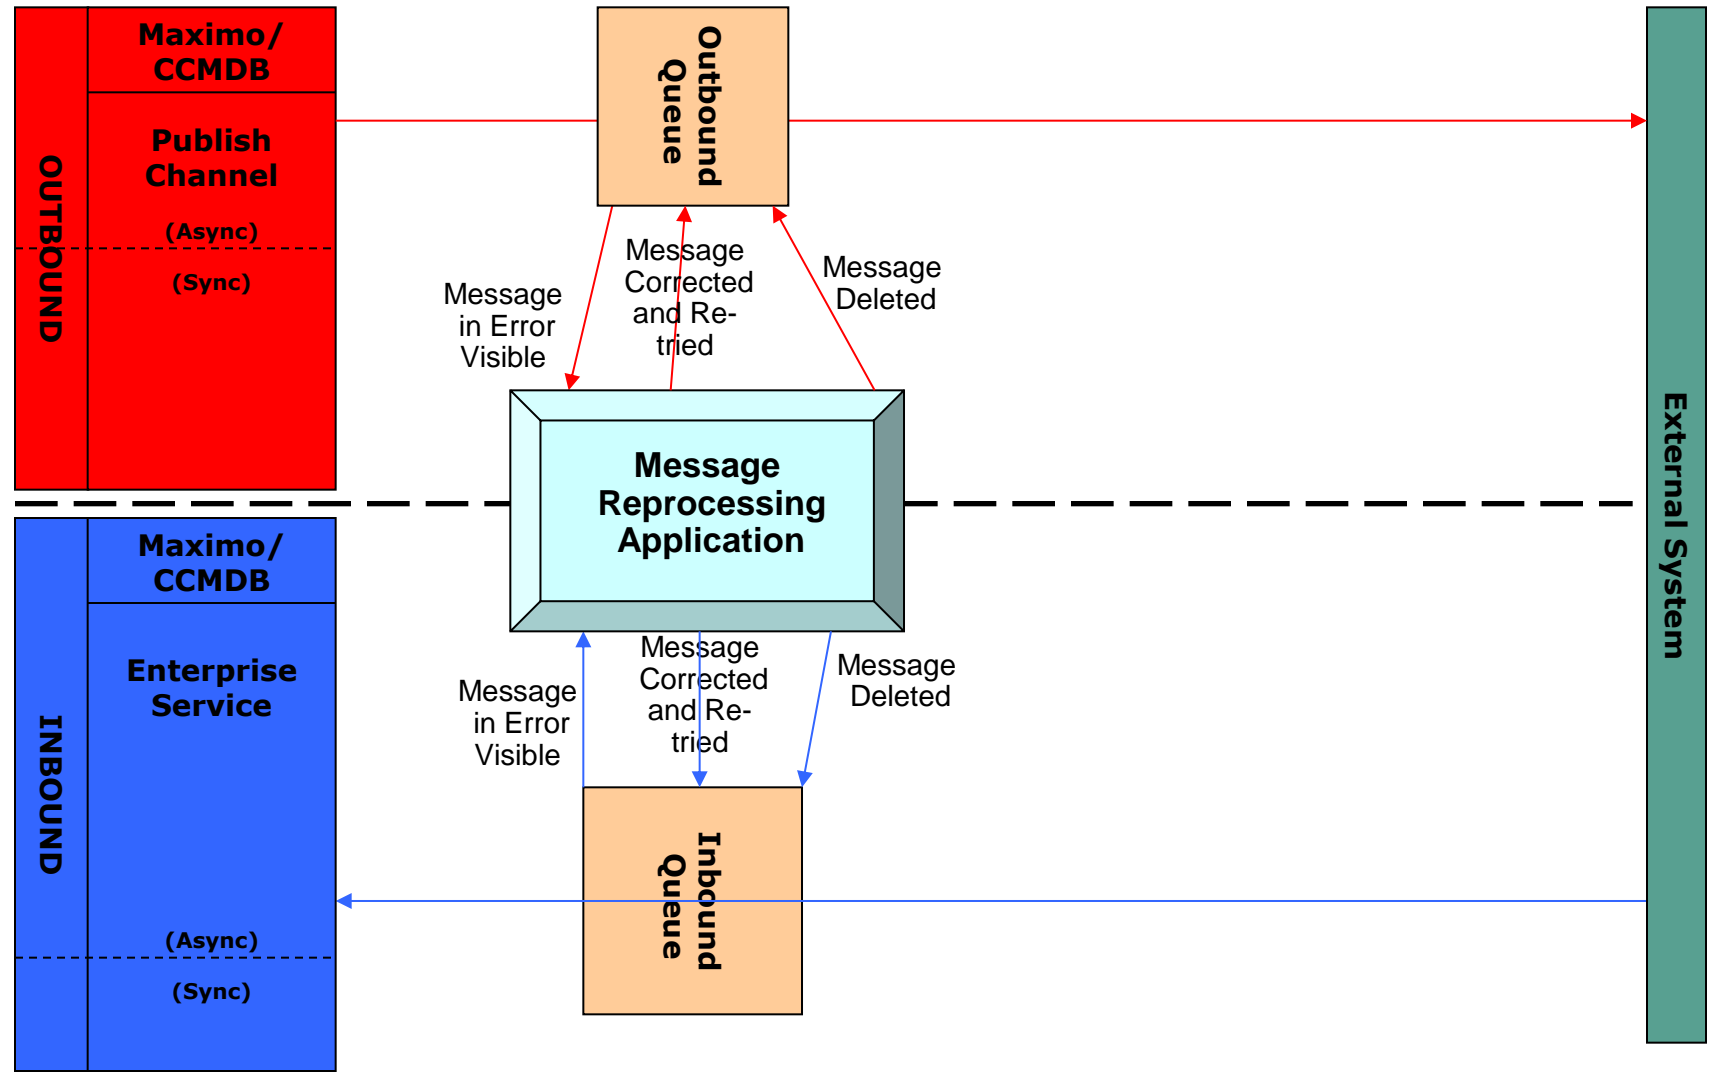 OUTBOUND
Maximo/
CCMDB
Publish
Channel
(Async)
(Sync)
Outbound
Queue
Message
in Error
Visible
Message
Corrected
and Re-
tried
Message
Deleted
Message
Reprocessing
Application
External System
INBOUND
Maximo/
CCMDB
Enterprise
Service
(Async)
(Sync)
Message
in Error
Visible
Message
Corrected
and Re-
tried
Message
Deleted
Inbound
Queue